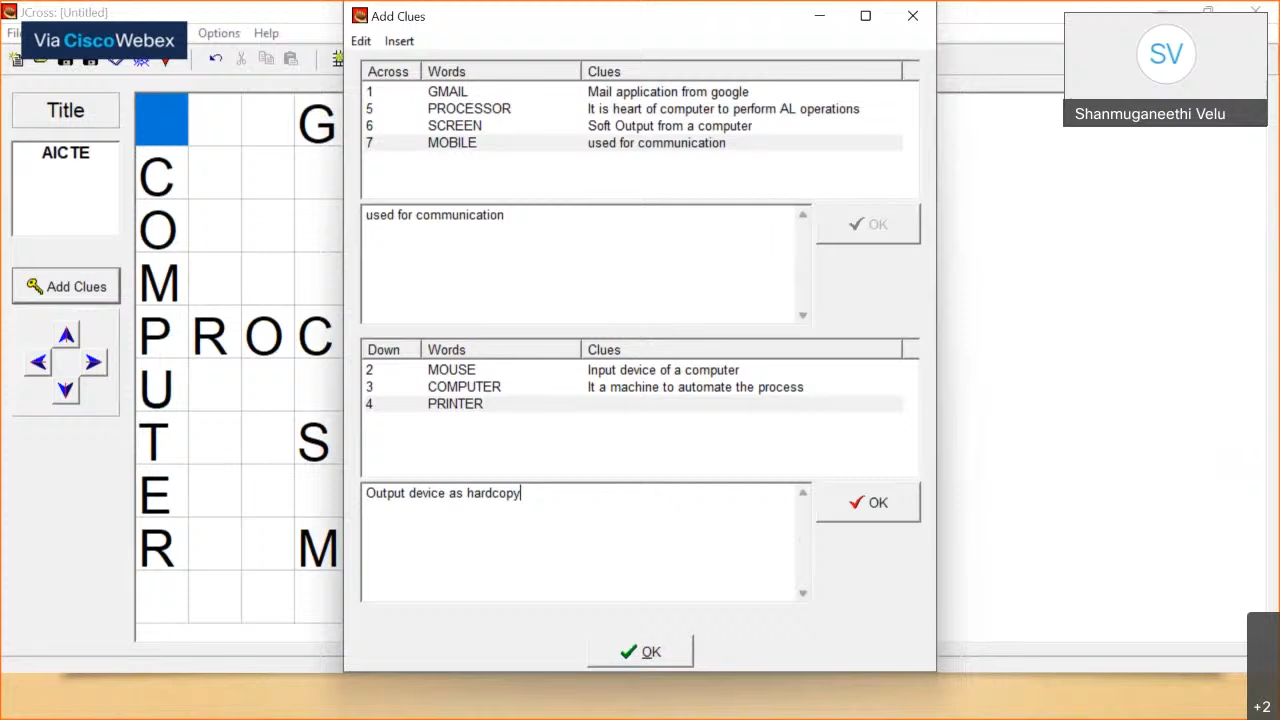 JCross: [Untitled]
Add Clues
Via CiscoWebex
Options Help
Edit Insert
SV
Shanmuganeethi Velu
Title
AICTE
Add Clues
G
C
O
M
P R O C
U
T S
E
R M
Across Words Clues
1 GMAIL Mail application from google
5 PROCESSOR It is heart of computer to perform AL operations
6 SCREEN Soft Output from a computer
7 MOBILE used for communication
used for communication
OK
Down Words Clues
2 MOUSE Input device of a computer
3 COMPUTER It a machine to automate the process
4 PRINTER
Output device as hardcopy
OK
OK
+2